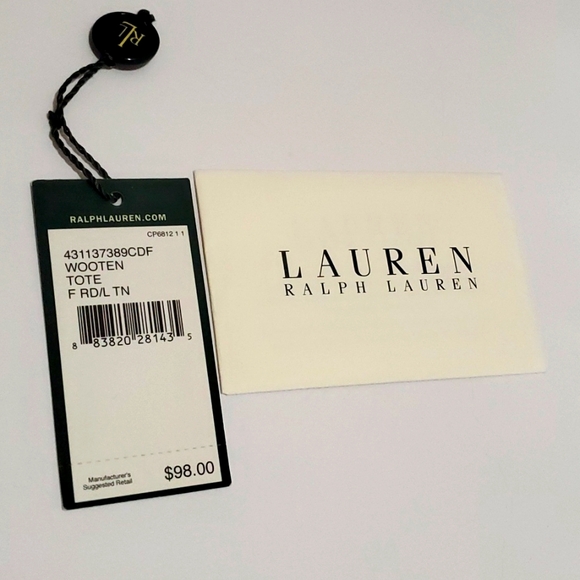 RLL
RALPHLAUREN.COM
CP6812 1 1
431137389CDF
WOOTEN
TOTE
F RD/L TN
8 83820 28143 5
Manufacturer's
Suggested Retail
$98.00
LAUREN
RALPH LAUREN